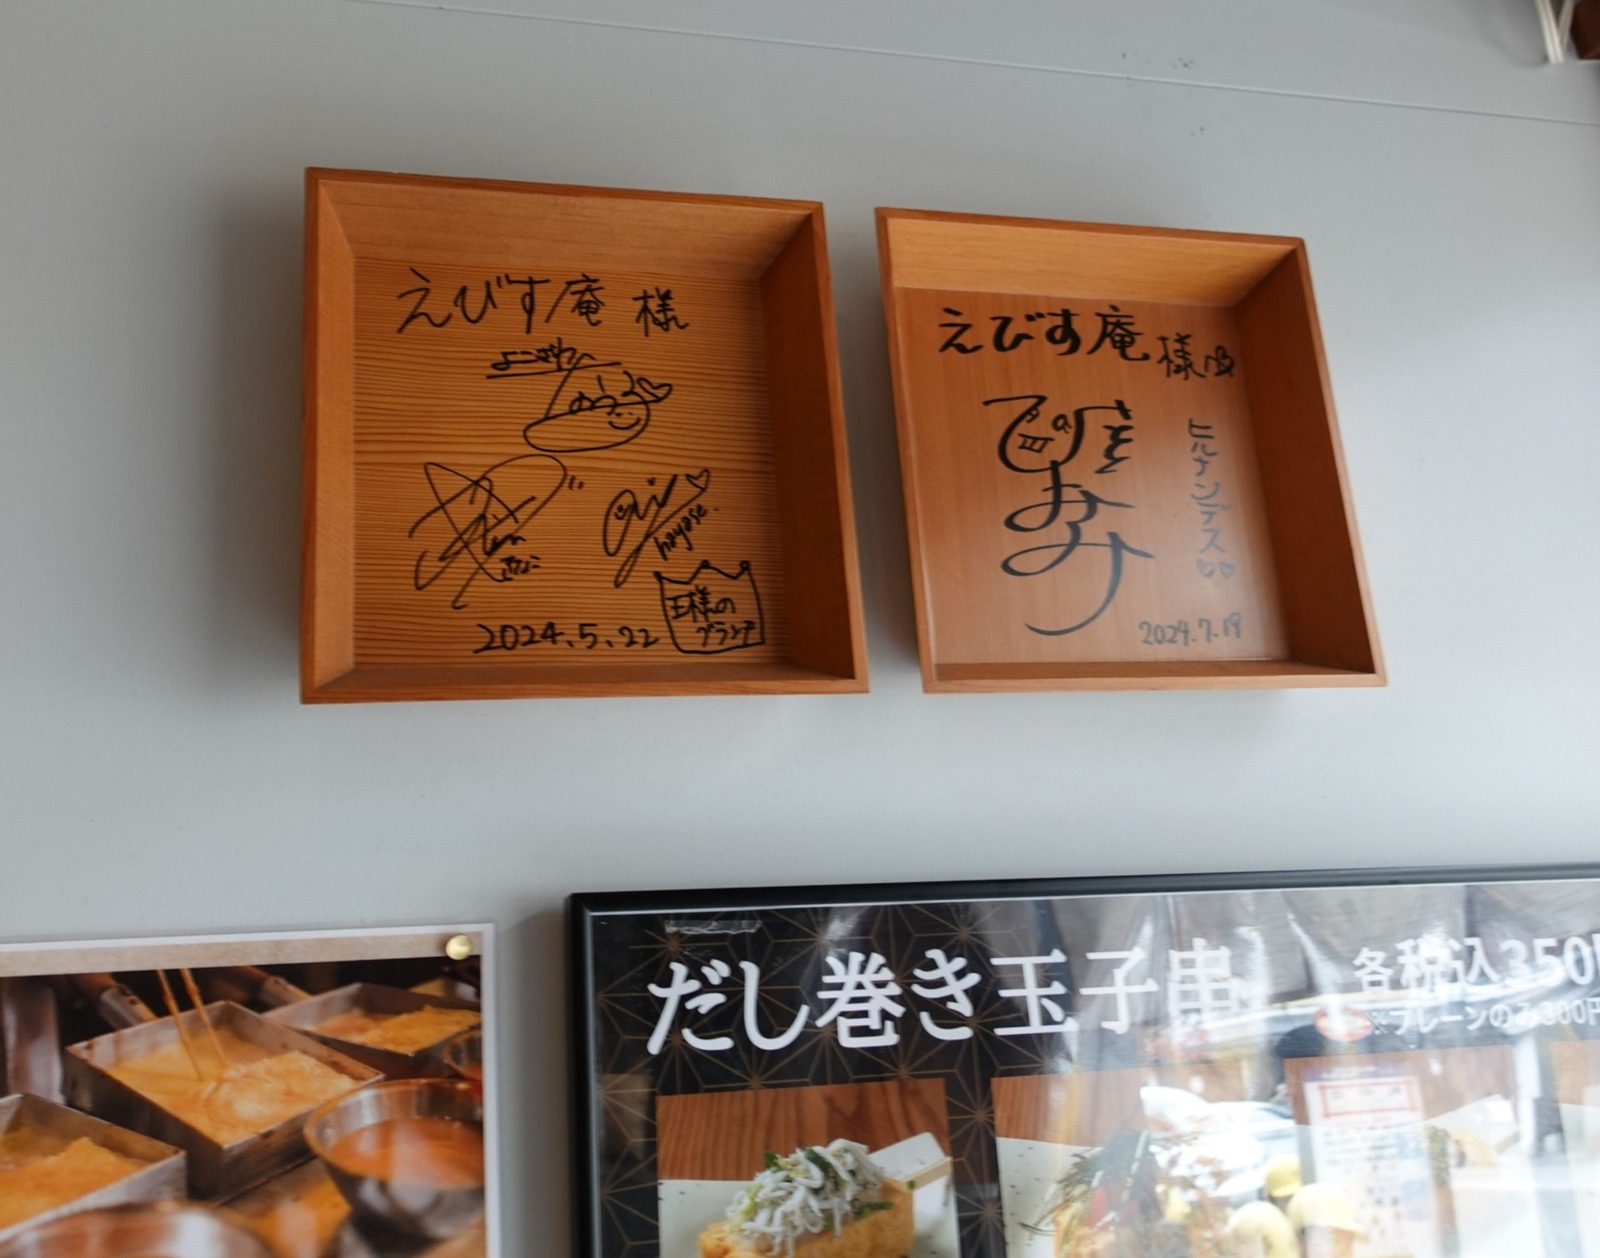 えびす庵 様
hayase.
王様の
ブランチ
2024.5.22
えびす庵
様
ヒルナンデス
2024.7.19
だし巻き玉子串
各税込350
※プレーンのみ300円